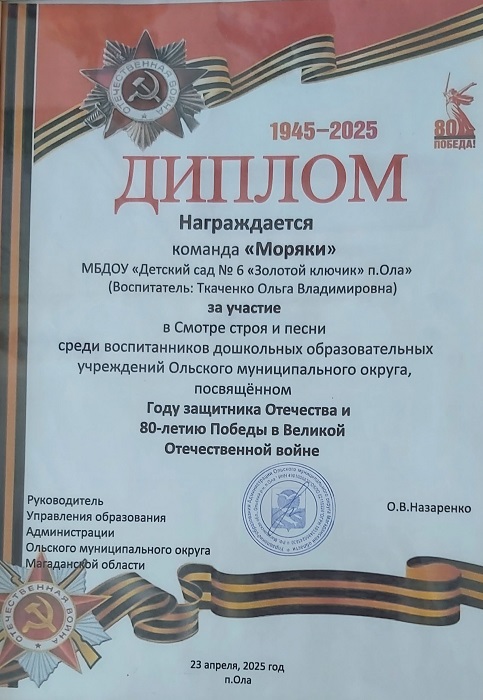 ОТЕЧЕСТВЕННАЯ ВОЙНА
1945–2025
80
ПОБЕДА!
ДИПЛОМ
Награждается
команда «Моряки»
МБДОУ «Детский сад № 6 «Золотой ключик» п.Ола»
(Воспитатель: Ткаченко Ольга Владимировна)
за участие
в Смотре строя и песни
среди воспитанников дошкольных образовательных
учреждений Ольского муниципального округа,
посвящённом
Году защитника Отечества и
80-летию Победы в Великой
Отечественной войне
Руководитель
Управления образования
Администрации
Ольского муниципального округа
Магаданской области
О.В.Назаренко
ОТЕЧЕСТВЕННАЯ ВОЙНА
23 апреля, 2025 год
п.Ола